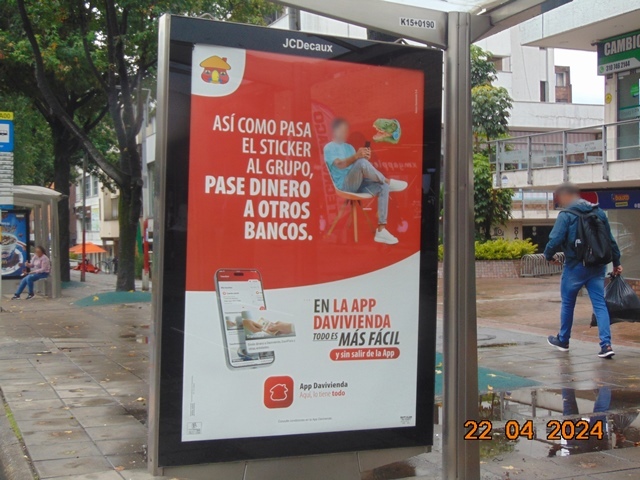 K15+0190
JCDecaux
CAMBIO
ASÍ COMO PASA
EL STICKER
AL GRUPO,
PASE DINERO
A OTROS
BANCOS.
EN LA APP
DAVIVIENDA
TODO ES MÁS FÁCIL
y sin salir de la App
App Davivienda
Aquí, lo tiene todo
22 04 2024